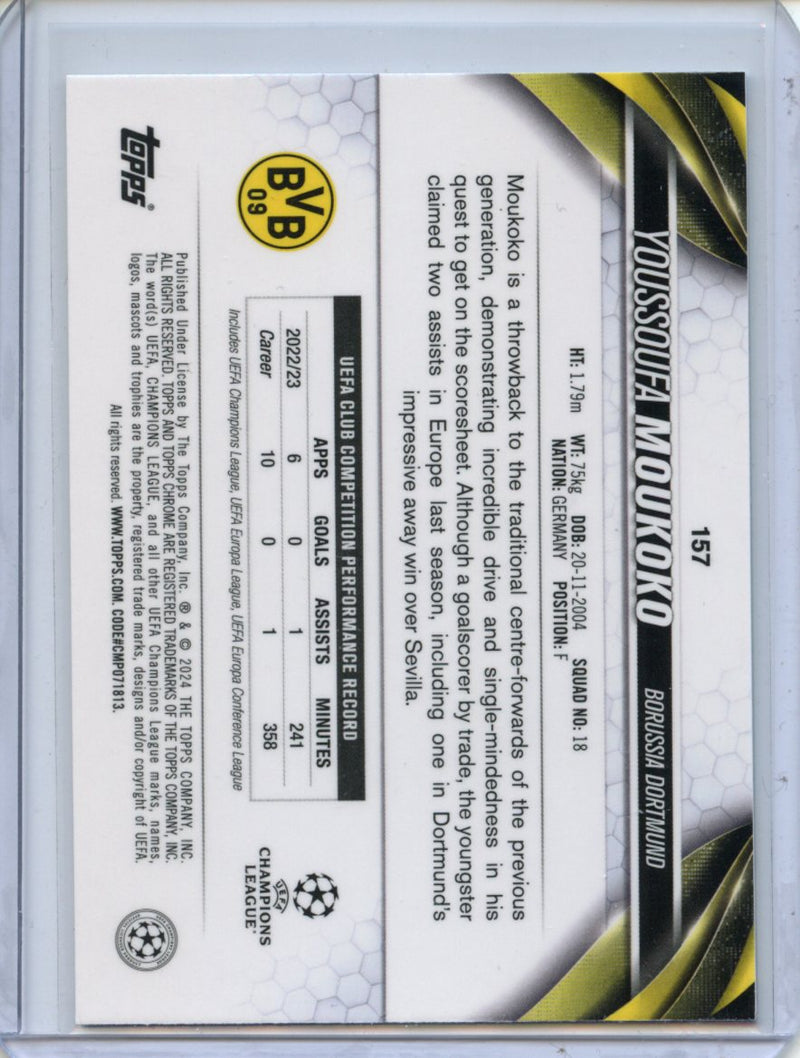 157
YOUSSOUFA MOUKOKO BORUSSIA DORTMUND
HT: 1.79m WT: 75kg DOB: 20-11-2004 SQUAD NO: 18
NATION: GERMANY POSITION: F
Moukoko is a throwback to the traditional centre-forwards of the previous
generation, demonstrating incredible drive and single-mindedness in his
quest to get on the scoresheet. Although a goalscorer by trade, the youngster
claimed two assists in Europe last season, including one in Dortmund's
impressive away win over Sevilla.
BVB
09
UEFA CLUB COMPETITION PERFORMANCE RECORD
APPS GOALS ASSISTS MINUTES
2022/23 6 0 1 241
Career 10 0 1 358
Includes UEFA Champions League, UEFA Europa League, UEFA Europa Conference League
UEFA
CHAMPIONS
LEAGUE®
topps®
Published Under License by The Topps Company, Inc. ® & © 2024 THE TOPPS COMPANY, INC.
ALL RIGHTS RESERVED. TOPPS AND TOPPS CHROME ARE REGISTERED TRADEMARKS OF THE TOPPS COMPANY, INC.
The word(s) UEFA, CHAMPIONS LEAGUE, and all other UEFA Champions League marks, names,
logos, mascots and trophies are the property, registered trade marks, designs and/or copyright of UEFA.
All rights reserved. WWW.TOPPS.COM. CODE#CMP071813.